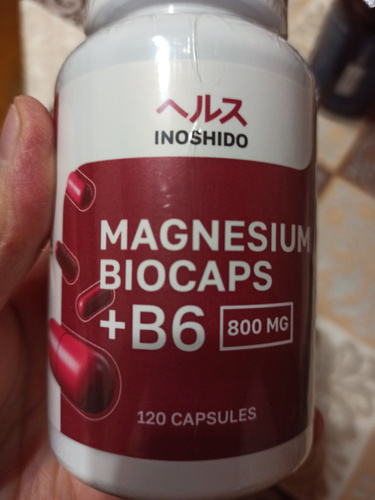 ヘルス
INOSHIDO
MAGNESIUM
BIOCAPS
+B6 800 MG
120 CAPSULES